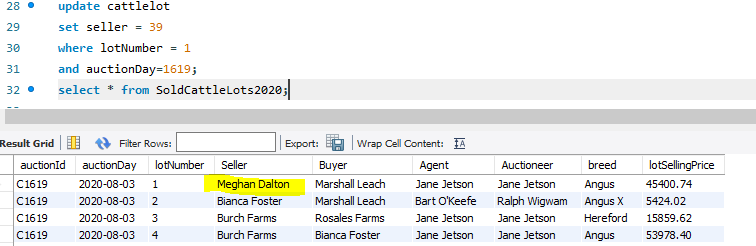 28 update cattlelot
29 set seller = 39
30 where lotNumber = 1
31 and auctionDay=1619;
32 select * from SoldCattleLots2020;
Result Grid Filter Rows: Export: Wrap Cell Content:
auctionId auctionDay lotNumber Seller Buyer Agent Auctioneer breed lotSellingPrice
C1619 2020-08-03 1 Meghan Dalton Marshall Leach Jane Jetson Jane Jetson Angus 45400.74
C1619 2020-08-03 2 Bianca Foster Marshall Leach Bart O'Keefe Ralph Wigwam Angus X 5424.02
C1619 2020-08-03 3 Burch Farms Rosales Farms Jane Jetson Jane Jetson Hereford 15859.62
C1619 2020-08-03 4 Burch Farms Bianca Foster Jane Jetson Jane Jetson Angus 53978.40